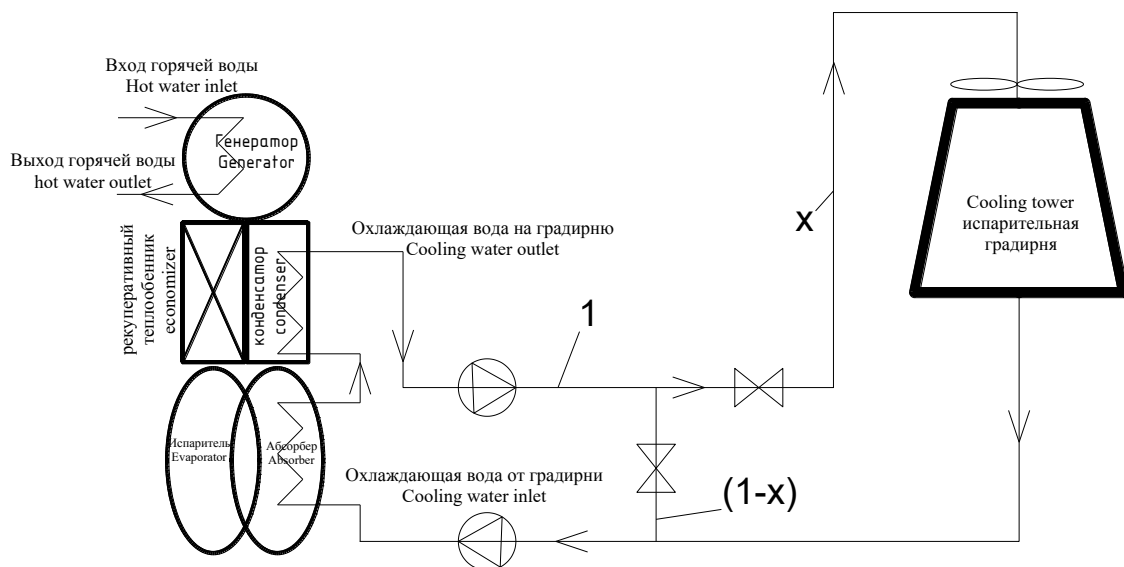 Вход горячей воды
Hot water inlet
Генератор
Generator
Выход горячей воды
hot water outlet
рекуперативный
теплообенник
economizer
конденсатор
condenser
Охлаждающая вода на градирню
Cooling water outlet
1
x
Cooling tower
испарительная
градирня
Испаритель
Evaporator
Абсорбер
Absorber
Охлаждающая вода от градирни
Cooling water inlet
(1-x)